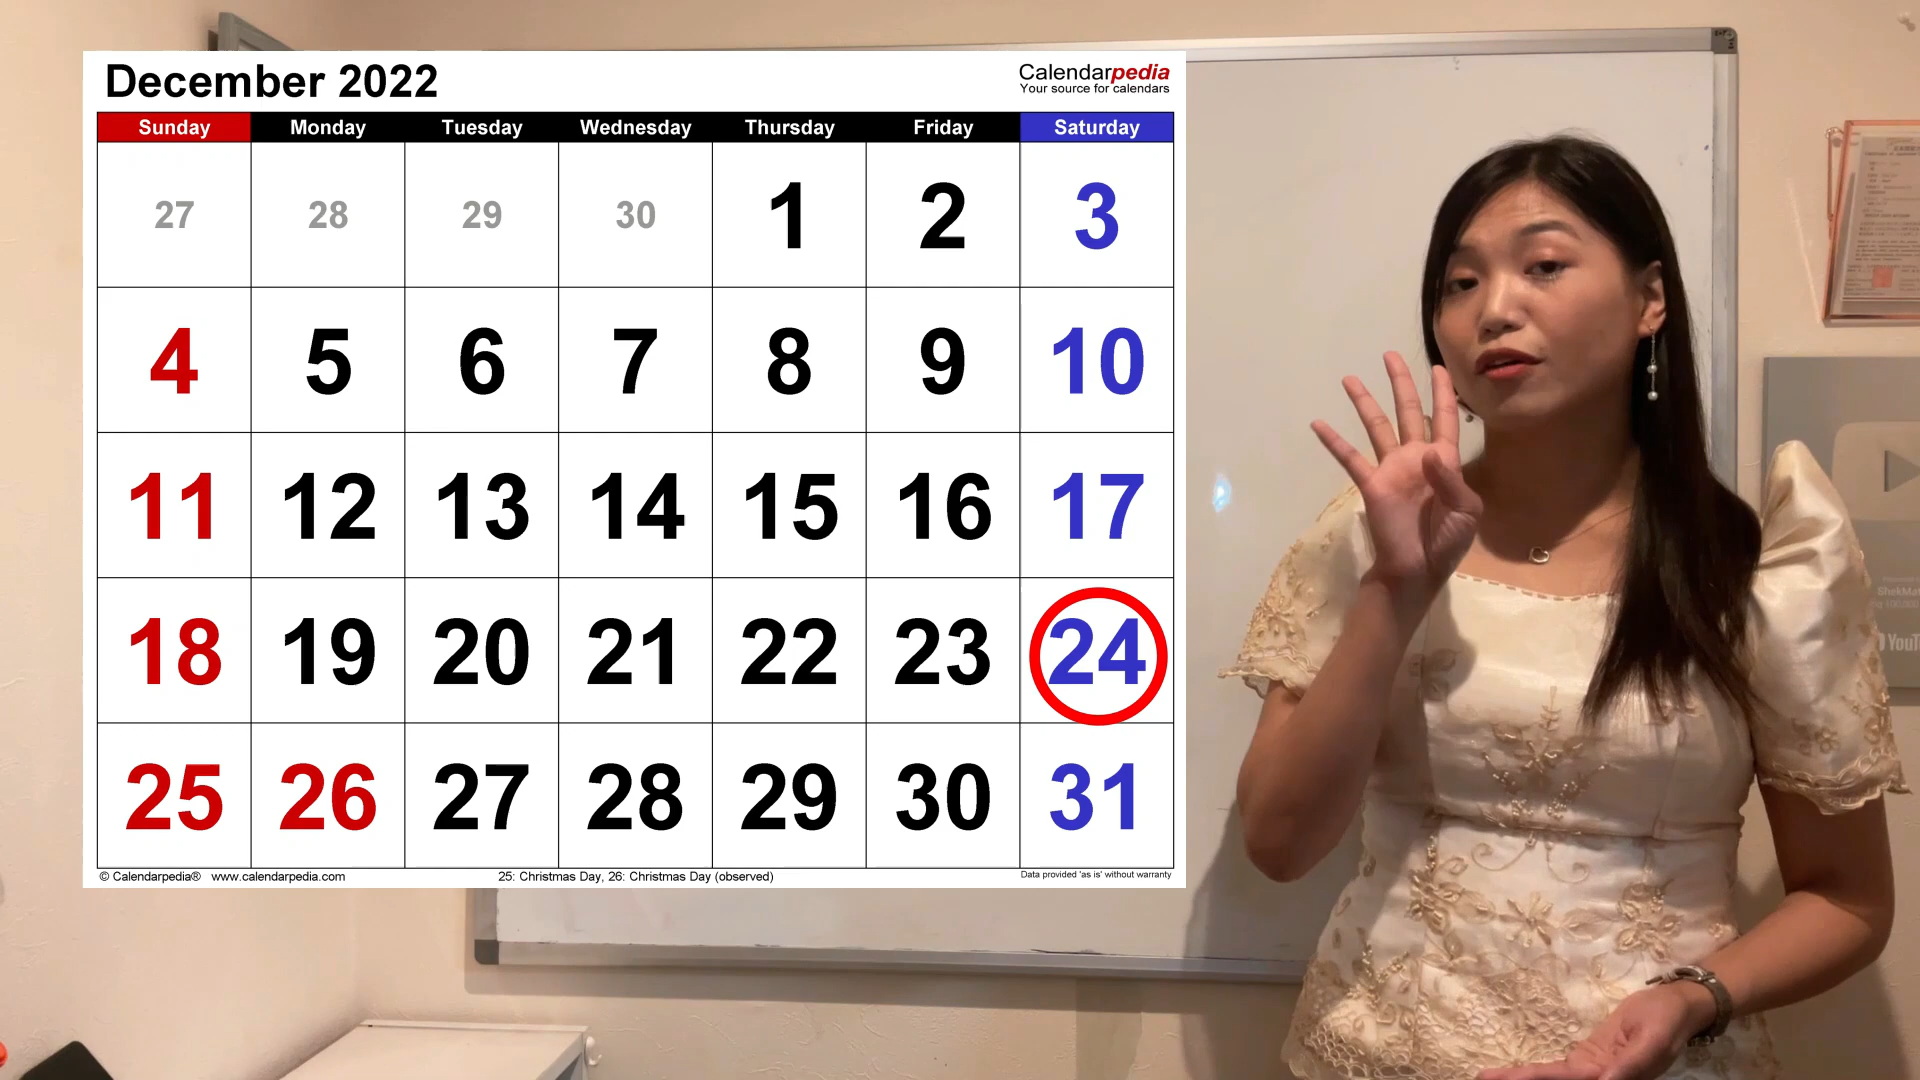 December 2022
Calendarpedia
Your source for calendars
Sunday Monday Tuesday Wednesday Thursday Friday Saturday
27 28 29 30 1 2 3
4 5 6 7 8 9 10
11 12 13 14 15 16 17
18 19 20 21 22 23 24
25 26 27 28 29 30 31
© Calendarpedia® www.calendarpedia.com
25: Christmas Day, 26: Christmas Day (observed)
Data provided 'as is' without warranty